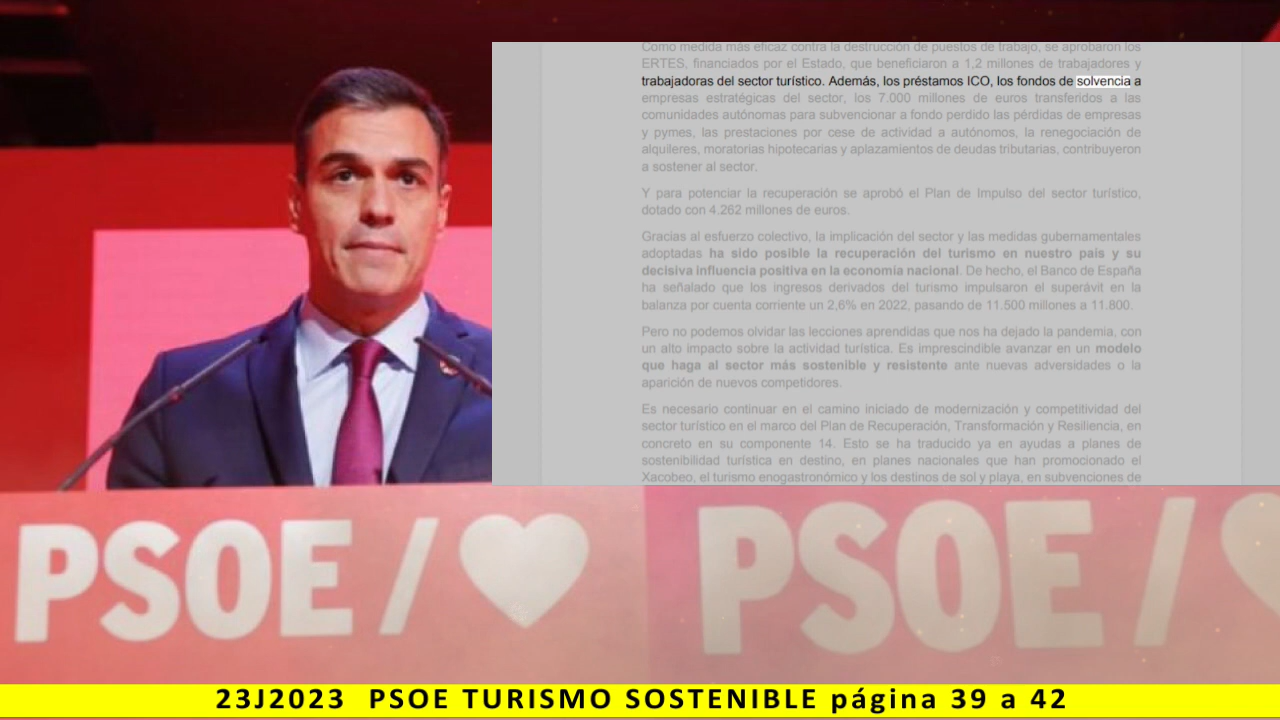 Como medida más eficaz contra la destrucción de puestos de trabajo, se aprobaron los
ERTES, financiados por el Estado, que beneficiaron a 1,2 millones de trabajadores y
trabajadoras del sector turístico. Además, los préstamos ICO, los fondos de solvencia a
empresas estratégicas del sector, los 7.000 millones de euros transferidos a las
comunidades autónomas para subvencionar a fondo perdido las pérdidas de empresas
y pymes, las prestaciones por cese de actividad a autónomos, la renegociación de
alquileres, moratorias hipotecarias y aplazamientos de deudas tributarias, contribuyeron
a sostener al sector.
Y para potenciar la recuperación se aprobó el Plan de Impulso del sector turístico,
dotado con 4.262 millones de euros.
Gracias al esfuerzo colectivo, la implicación del sector y las medidas gubernamentales
adoptadas ha sido posible la recuperación del turismo en nuestro país y su
decisiva influencia positiva en la economía nacional. De hecho, el Banco de España
ha señalado que los ingresos derivados del turismo impulsaron el superávit en la
balanza por cuenta corriente un 2,6% en 2022, pasando de 11.500 millones a 11.800.
Pero no podemos olvidar las lecciones aprendidas que nos ha dejado la pandemia, con
un alto impacto sobre la actividad turística. Es imprescindible avanzar en un modelo
que haga al sector más sostenible y resistente ante nuevas adversidades o la
aparición de nuevos competidores.
Es necesario continuar en el camino iniciado de modernización y competitividad del
sector turístico en el marco del Plan de Recuperación, Transformación y Resiliencia, en
concreto en su componente 14. Esto se ha traducido ya en ayudas a planes de
sostenibilidad turística en destino, en planes nacionales que han promocionado el
Xacobeo, el turismo enogastronómico y los destinos de sol y playa, en subvenciones de
PSOE / PSOE /
23J2023 PSOE TURISMO SOSTENIBLE página 39 a 42